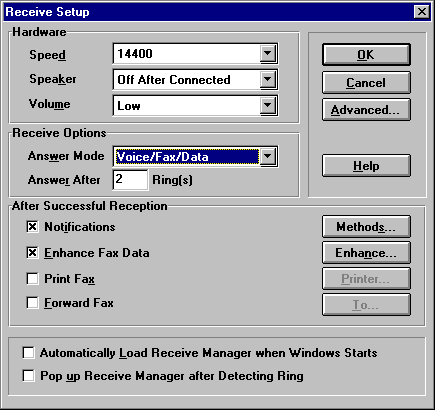 Receive Setup
Hardware
Speed 14400
Speaker Off After Connected
Volume Low
OK
Cancel
Advanced...
Receive Options
Answer Mode Voice/Fax/Data
Answer After 2 Ring(s)
Help
After Successful Reception
Notifications Methods...
Enhance Fax Data Enhance...
Print Fax Printer...
Forward Fax To...
Automatically Load Receive Manager when Windows Starts
Pop up Receive Manager after Detecting Ring